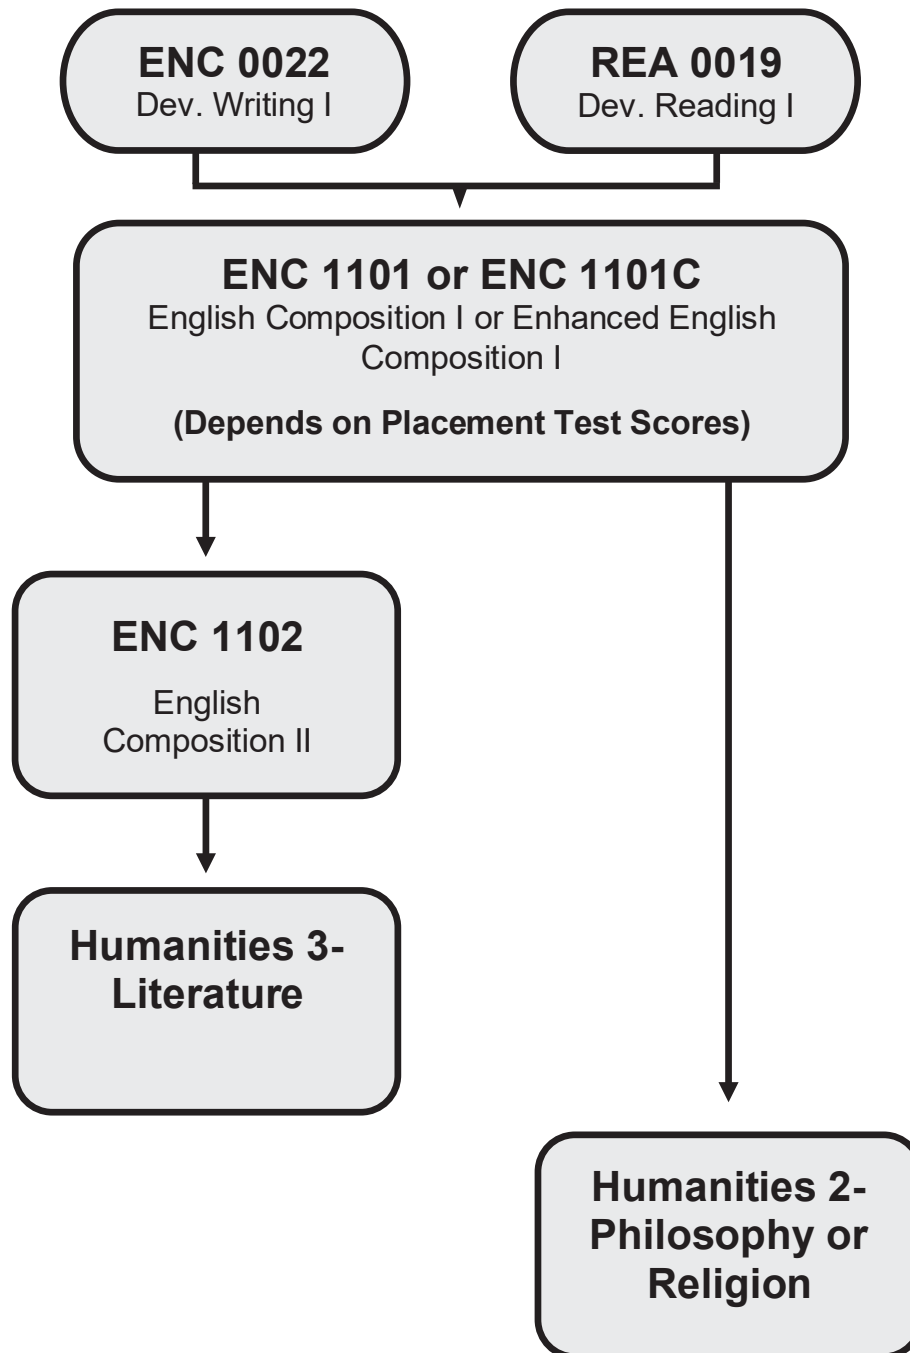 ENC 0022
Dev. Writing I
REA 0019
Dev. Reading I
ENC 1101 or ENC 1101C
English Composition I or Enhanced English
Composition I
(Depends on Placement Test Scores)
ENC 1102
English
Composition II
Humanities 3-
Literature
Humanities 2-
Philosophy or
Religion